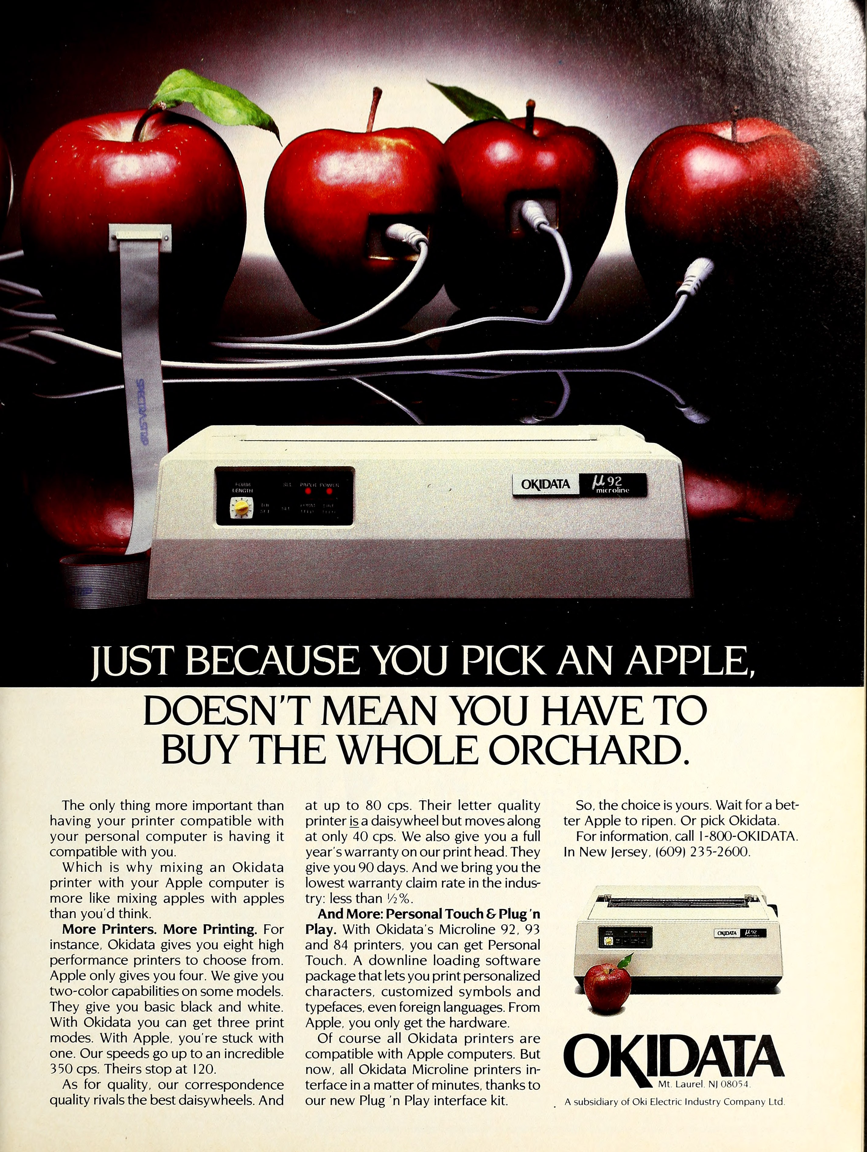 SPECTRA-STRIP
FORM
LENGTH
PAPER POWER
OKIDATA
µ 92
microline
JUST BECAUSE YOU PICK AN APPLE,
DOESN'T MEAN YOU HAVE TO
BUY THE WHOLE ORCHARD.
The only thing more important than
having your printer compatible with
your personal computer is having it
compatible with you.
Which is why mixing an Okidata
printer with your Apple computer is
more like mixing apples with apples
than you'd think.
More Printers. More Printing. For
instance, Okidata gives you eight high
performance printers to choose from.
Apple only gives you four. We give you
two-color capabilities on some models.
They give you basic black and white.
With Okidata you can get three print
modes. With Apple, you're stuck with
one. Our speeds go up to an incredible
350 cps. Theirs stop at 120.
As for quality, our correspondence
quality rivals the best daisywheels. And
at up to 80 cps. Their letter quality
printer is a daisywheel but moves along
at only 40 cps. We also give you a full
year's warranty on our print head. They
give you 90 days. And we bring you the
lowest warranty claim rate in the indus-
try: less than ½%.
And More: Personal Touch & Plug 'n
Play. With Okidata's Microline 92, 93
and 84 printers, you can get Personal
Touch. A downline loading software
package that lets you print personalized
characters, customized symbols and
typefaces, even foreign languages. From
Apple, you only get the hardware.
Of course all Okidata printers are
compatible with Apple computers. But
now, all Okidata Microline printers in-
terface in a matter of minutes, thanks to
our new Plug 'n Play interface kit.
So, the choice is yours. Wait for a bet-
ter Apple to ripen. Or pick Okidata.
For information, call 1-800-OKIDATA.
In New Jersey, (609) 235-2600.
OKIDATA
µ 92
OKIDATA
Mt. Laurel, NJ 08054.
A subsidiary of Oki Electric Industry Company Ltd.